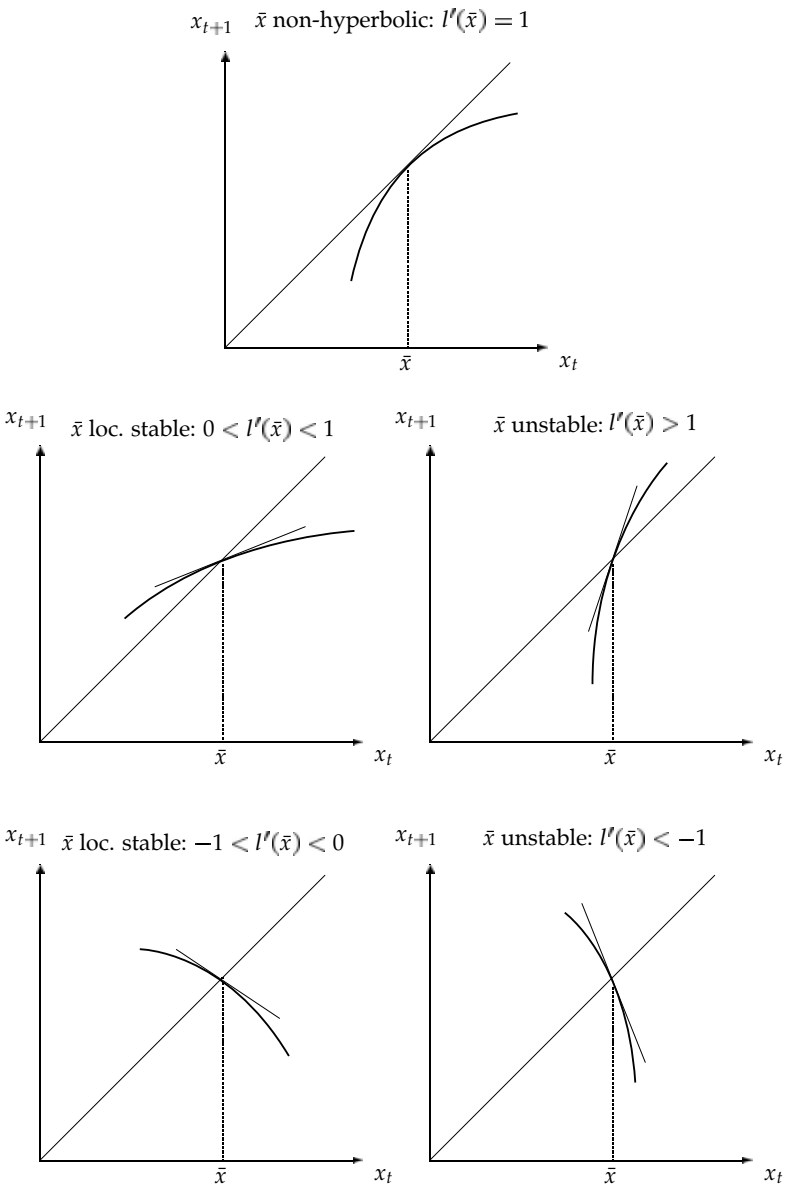 x_{t+1} x̄ non-hyperbolic: l′(x̄) = 1
x̄ x_t
x_{t+1} x̄ loc. stable: 0 < l′(x̄) < 1
x̄ x_t
x_{t+1} x̄ unstable: l′(x̄) > 1
x̄ x_t
x_{t+1} x̄ loc. stable: −1 < l′(x̄) < 0
x̄ x_t
x_{t+1} x̄ unstable: l′(x̄) < −1
x̄ x_t